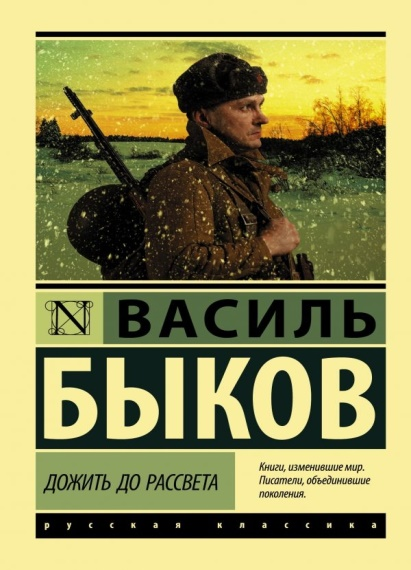 N
ВАСИЛЬ
БЫКОВ
ДОЖИТЬ ДО РАССВЕТА
Книги, изменившие мир.
Писатели, объединившие
поколения.
русская классика